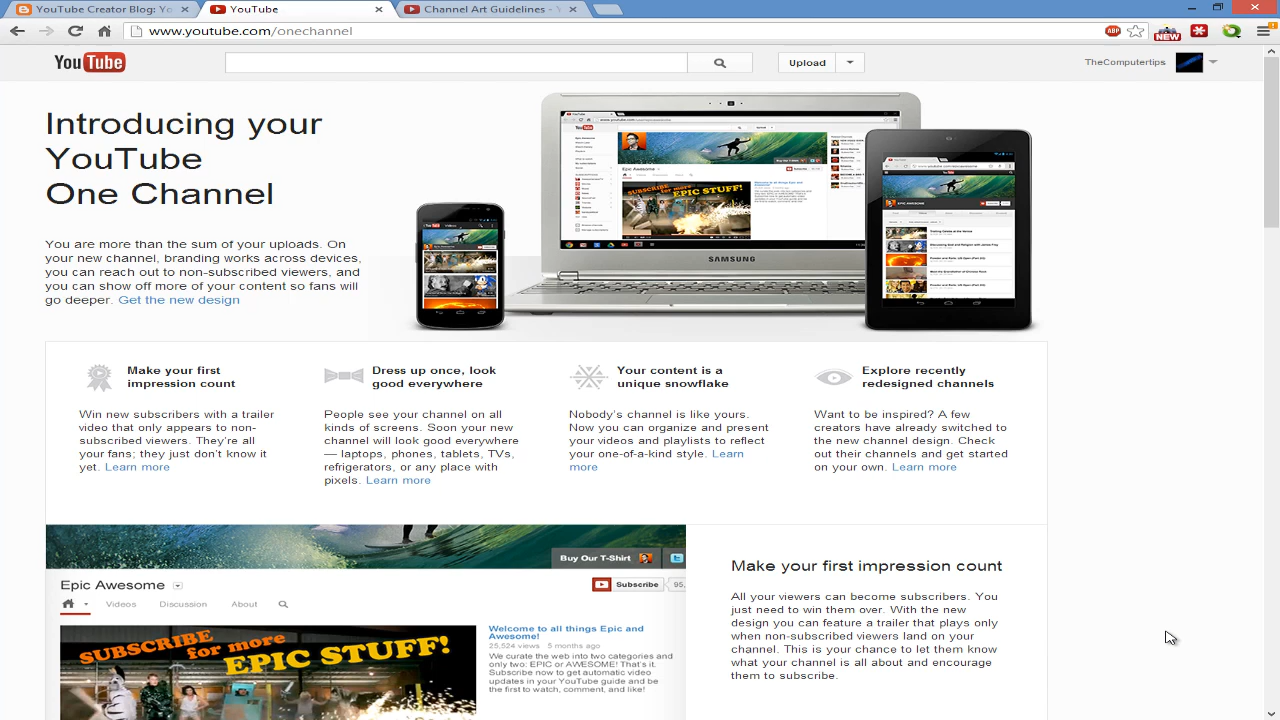 YouTube Creator Blog: Yo
YouTube
Channel Art Guidelines - Y
www.youtube.com/onechannel
ABP
NEW
YouTube
Upload
TheComputertips
Introducing your
YouTube
One Channel
You are more than the sum of your uploads. On
your new channel, branding works across devices,
you can reach out to non-subscribed viewers, and
you can show off more of your content so fans will
go deeper. Get the new design
Epic Awesome
SUBSCRIBE for more
EPIC STUFF!
SAMSUNG
EPIC AWESOME
Make your first
impression count
Win new subscribers with a trailer
video that only appears to non-
subscribed viewers. They're all
your fans; they just don't know it
yet. Learn more
Dress up once, look
good everywhere
People see your channel on all
kinds of screens. Soon your new
channel will look good everywhere
— laptops, phones, tablets, TVs,
refrigerators, or any place with
pixels. Learn more
Your content is a
unique snowflake
Nobody's channel is like yours.
Now you can organize and present
your videos and playlists to reflect
your one-of-a-kind style. Learn
more
Explore recently
redesigned channels
Want to be inspired? A few
creators have already switched to
the new channel design. Check
out their channels and get started
on your own. Learn more
Buy Our T-Shirt
Epic Awesome
Subscribe
95,
Videos
Discussion
About
SUBSCRIBE
for more
EPIC STUFF!
Welcome to all things Epic and
Awesome!
25,524 views 5 months ago
We curate the web into two categories and
only two: EPIC or AWESOME! That's it.
Subscribe now to get automatic video
updates in your YouTube guide and be
the first to watch, comment, and like!
Make your first impression count
All your viewers can become subscribers. You
just need to win them over. With the new
design you can feature a trailer that plays only
when non-subscribed viewers land on your
channel. This is your chance to let them know
what your channel is all about and encourage
them to subscribe.